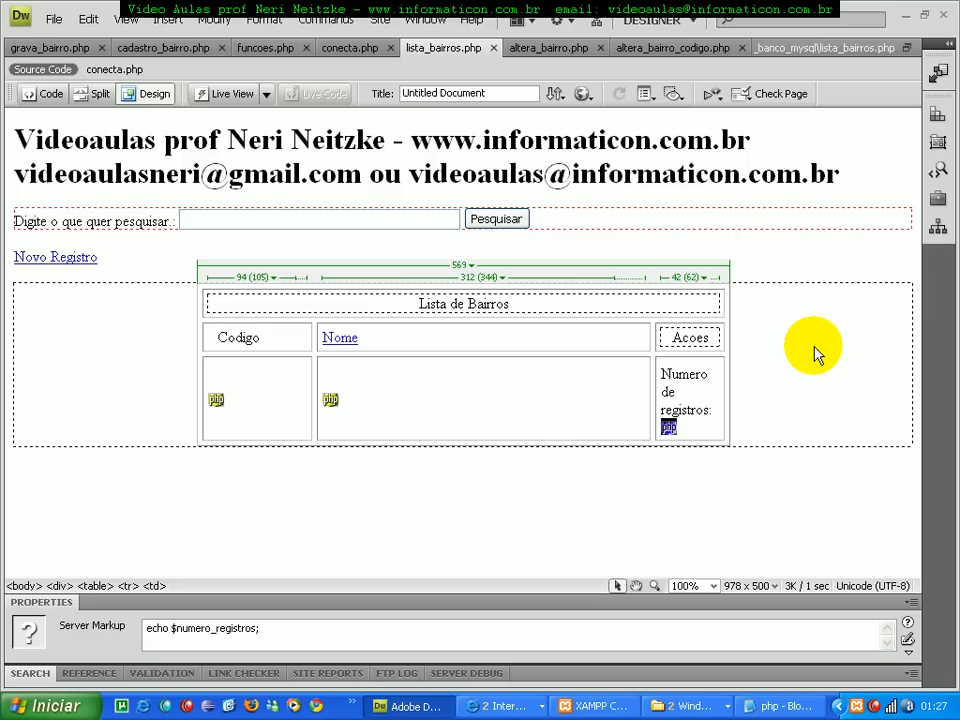 Video Aulas prof Neri Neitzke - www.informaticon.com.br email: videoaulas@informaticon.com.br
Dw File Edit View Insert Modify Format Commands Site Window Help DESIGNER
grava_bairro.php cadastro_bairro.php funcoes.php conecta.php lista_bairros.php altera_bairro.php altera_bairro_codigo.php _banco_mysql\lista_bairros.php
Source Code conecta.php
Code Split Design Live View Live Code Title: Untitled Document Check Page
Videoaulas prof Neri Neitzke - www.informaticon.com.br
videoaulasneri@gmail.com ou videoaulas@informaticon.com.br
Digite o que quer pesquisar.: Pesquisar
Novo Registro
569
94 (105) 312 (344) 42 (62)
Lista de Bairros
Codigo Nome Acoes
Numero
de
registros:
php php
php
<body> <div> <table> <tr> <td> 100% 978 x 500 3K / 1 sec Unicode (UTF-8)
PROPERTIES
Server Markup echo $numero_registros;
SEARCH REFERENCE VALIDATION LINK CHECKER SITE REPORTS FTP LOG SERVER DEBUG
Iniciar Adobe D... 2 Inter... XAMPP C... 2 Wind... php - Blo... 01:27